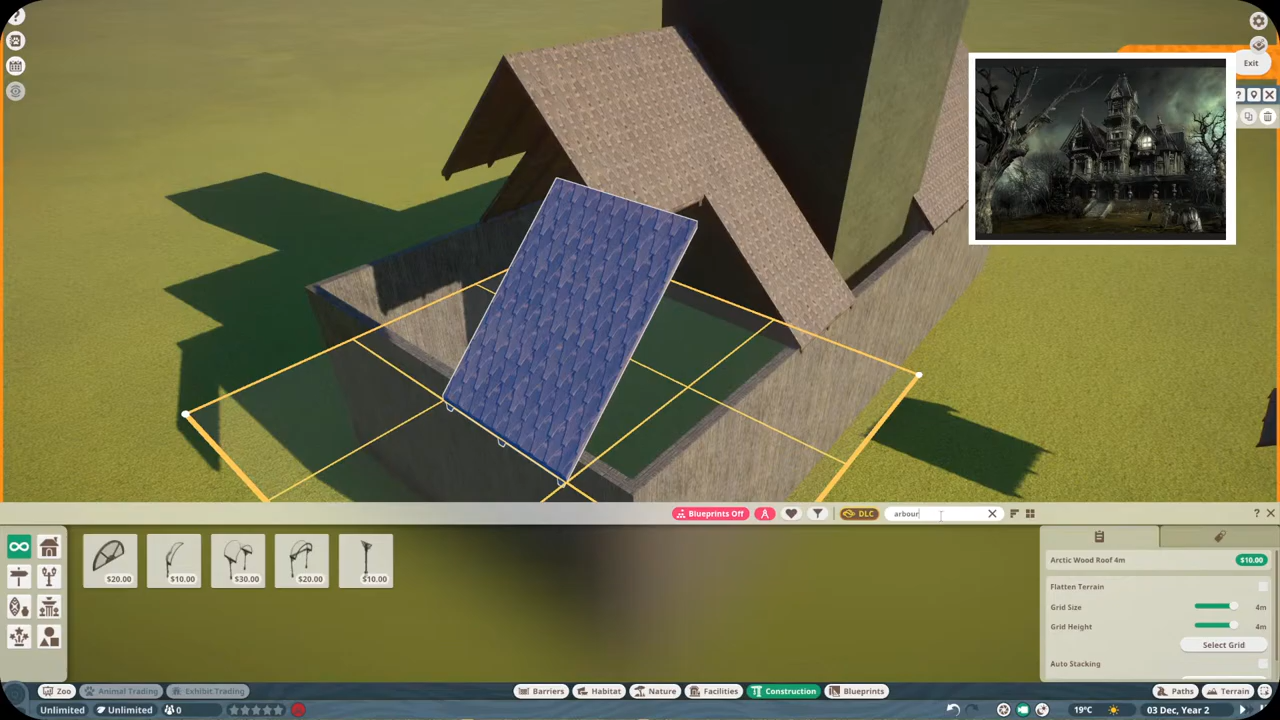 Exit
?
Blueprints Off
DLC
arbour
?
$20.00
$10.00
$30.00
$20.00
$10.00
Arctic Wood Roof 4m
$10.00
Flatten Terrain
Grid Size
4m
Grid Height
4m
Select Grid
Auto Stacking
Zoo
Animal Trading
Exhibit Trading
Barriers
Habitat
Nature
Facilities
Construction
Blueprints
Paths
Terrain
Unlimited
Unlimited
0
19°C
03 Dec, Year 2